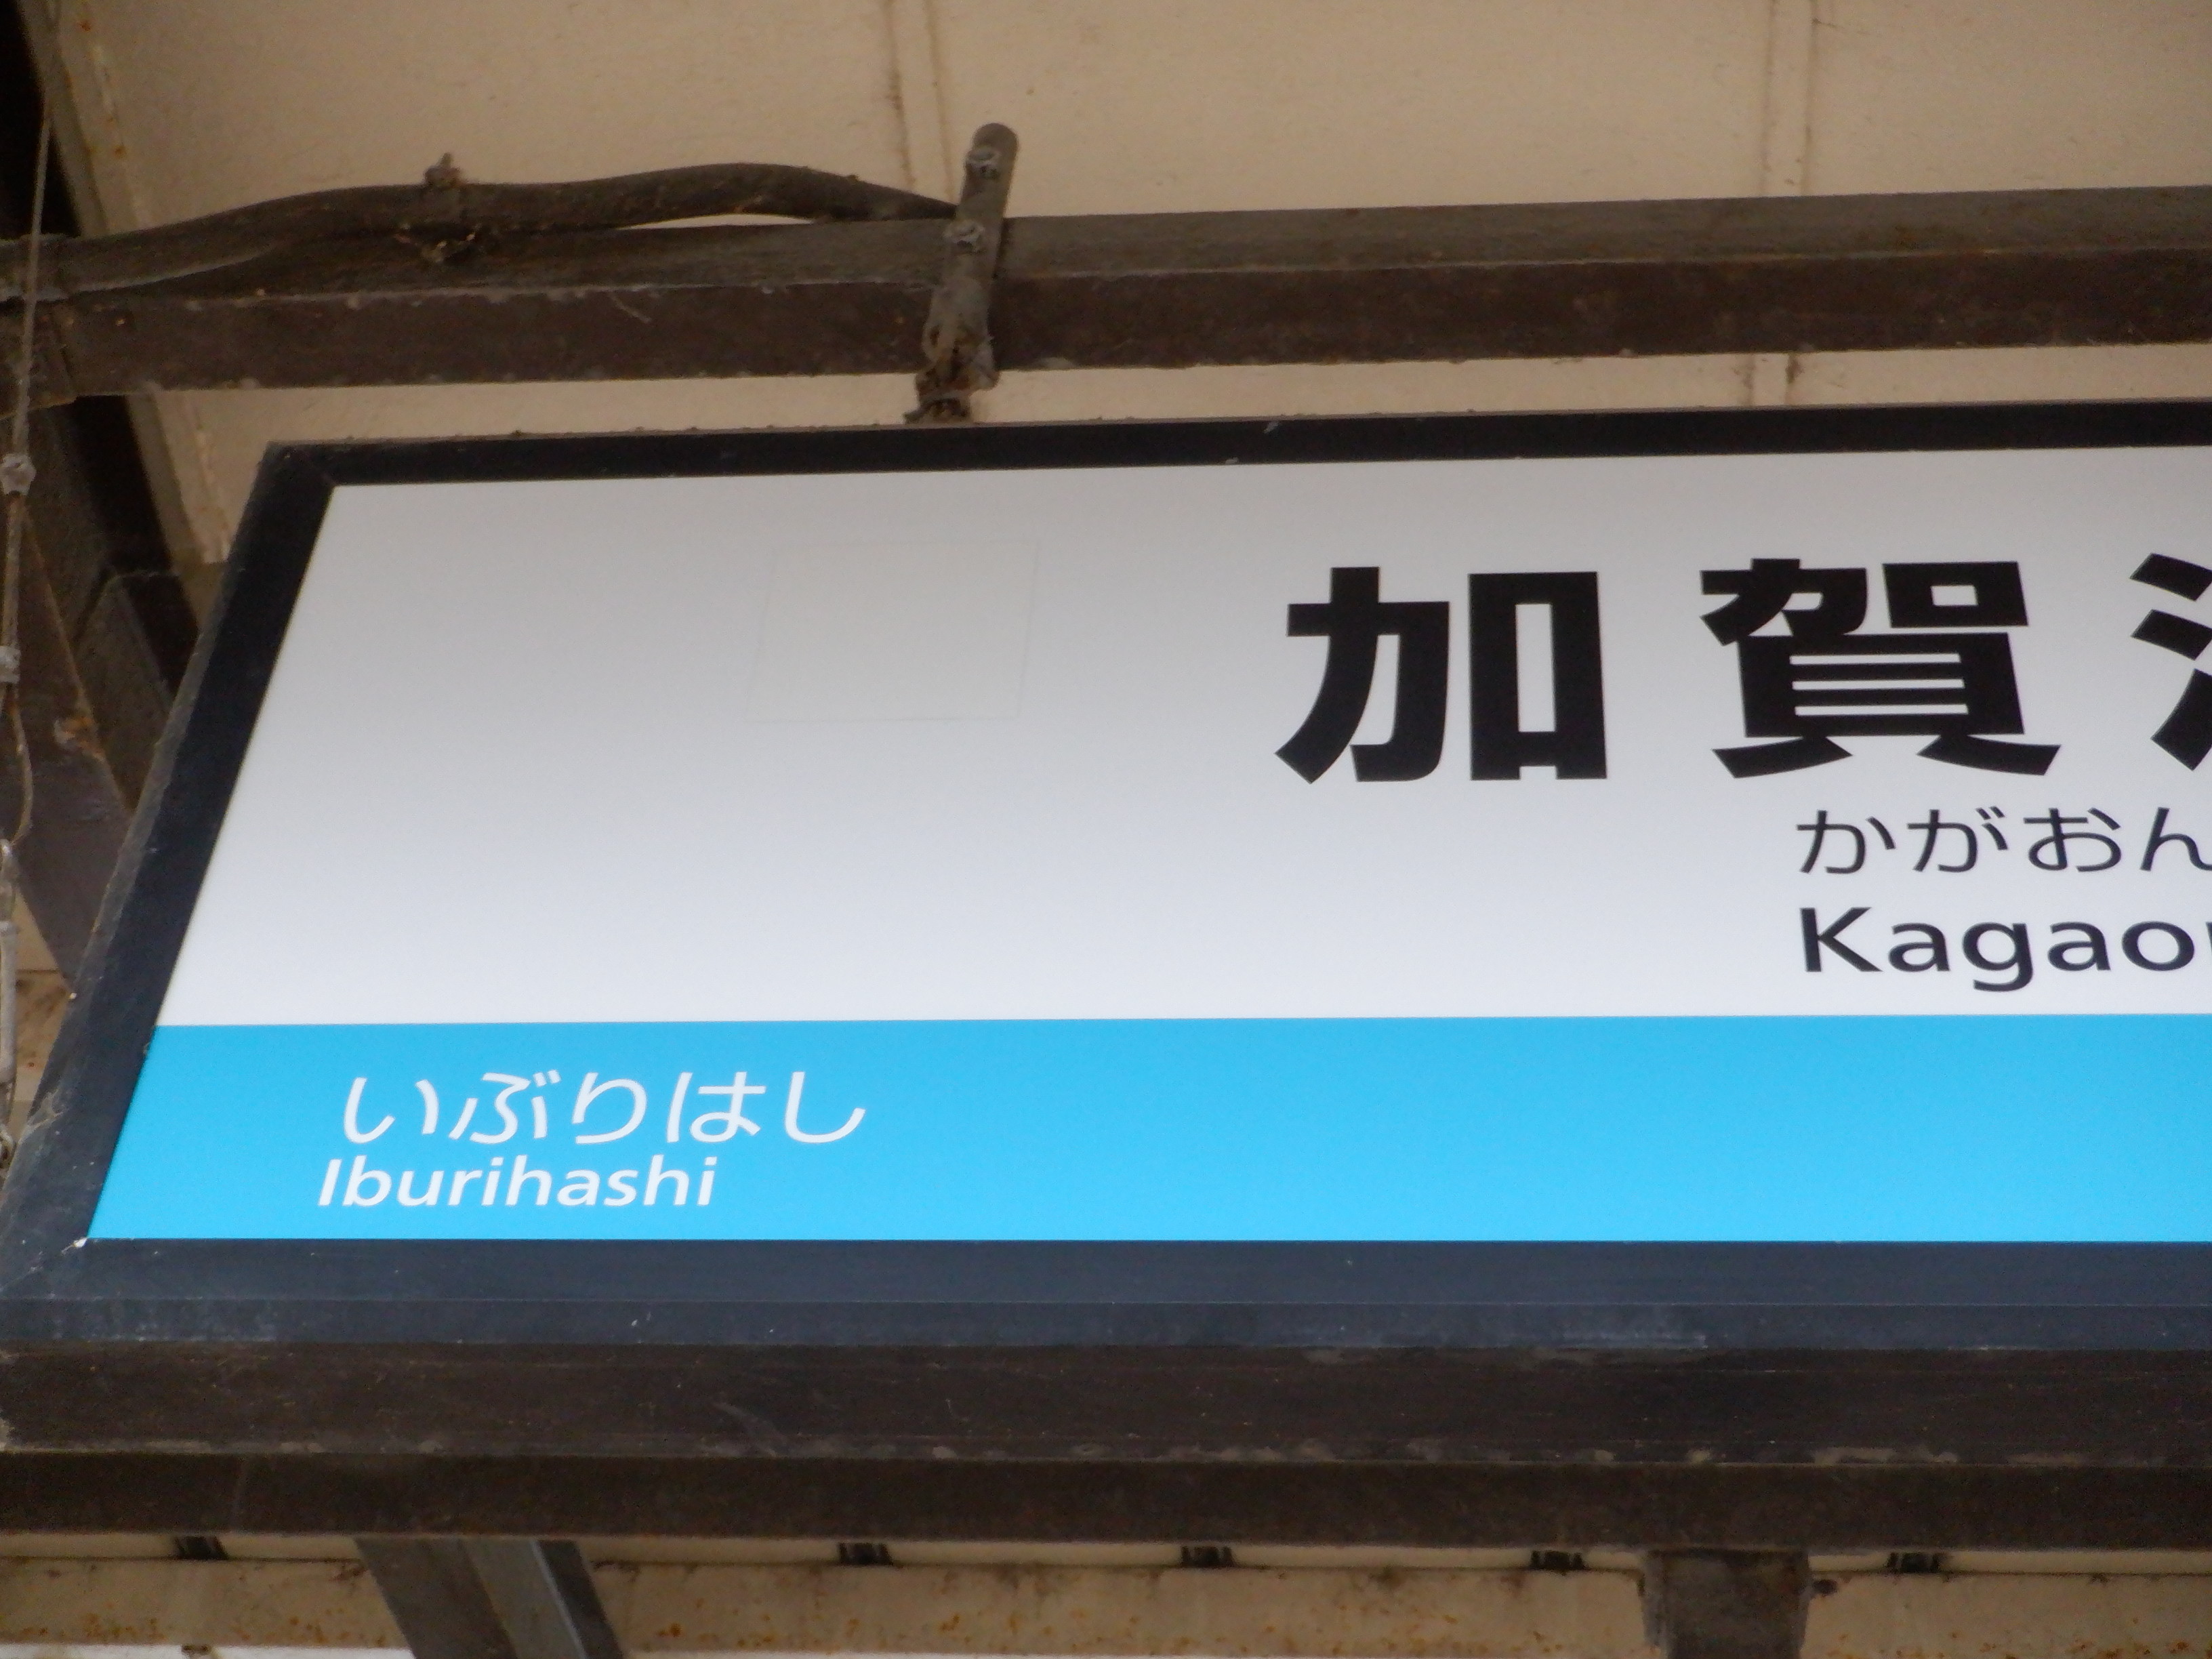 加賀
かがおん
Kagao
いぶりはし
Iburihashi